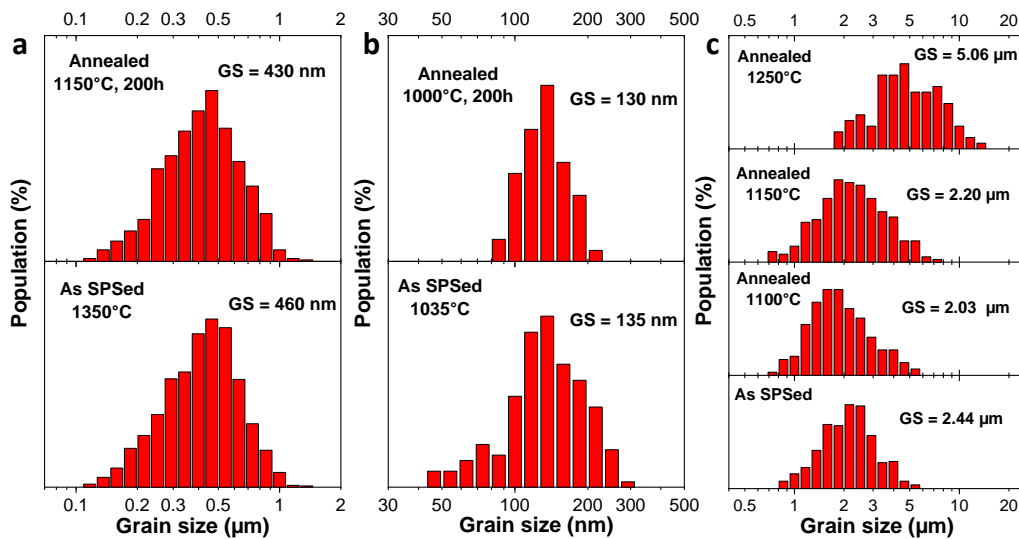 a
0.1 0.2 0.3 0.5 1 2
Annealed
1150°C, 200h
GS = 430 nm
As SPSed
1350°C
GS = 460 nm
Population (%)
0.1 0.2 0.3 0.5 1 2
Grain size (µm)
b
100 200 300 500
Annealed
1000°C, 200h
GS = 130 nm
As SPSed
1035°C
GS = 135 nm
Population (%)
30 50 100 200 300 500
Grain size (nm)
c
0.5 1 2 3 5 10 20
Annealed
1250°C
GS = 5.06 µm
Annealed
1150°C
GS = 2.20 µm
Annealed
1100°C
GS = 2.03 µm
As SPSed
GS = 2.44 µm
Population (%)
0.5 1 2 3 5 10 20
Grain size (µm)